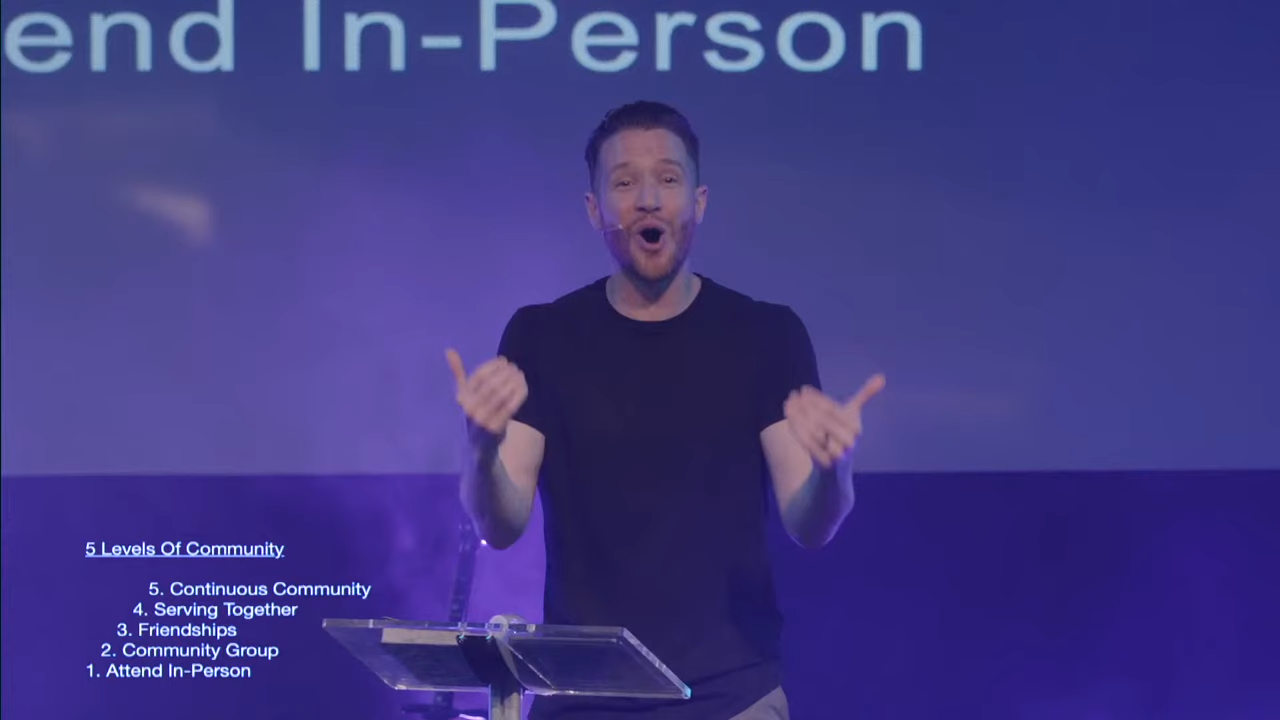 end In-Person
5 Levels Of Community
5. Continuous Community
4. Serving Together
3. Friendships
2. Community Group
1. Attend In-Person